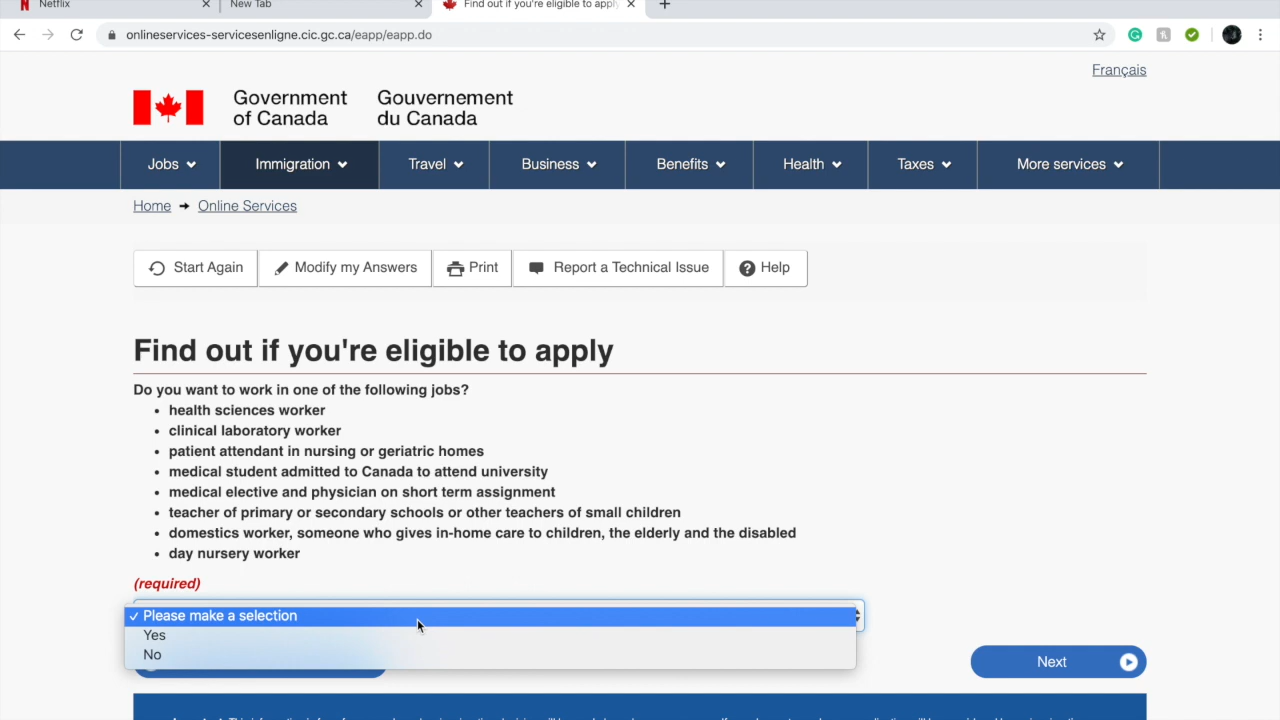 Netflix
New Tab
Find out if you're eligible to apply
onlineservices-servicesenligne.cic.gc.ca/eapp/eapp.do
Français
Government of Canada
Gouvernement du Canada
Jobs
Immigration
Travel
Business
Benefits
Health
Taxes
More services
Home
Online Services
Start Again
Modify my Answers
Print
Report a Technical Issue
Help
Find out if you're eligible to apply
Do you want to work in one of the following jobs?
health sciences worker
clinical laboratory worker
patient attendant in nursing or geriatric homes
medical student admitted to Canada to attend university
medical elective and physician on short term assignment
teacher of primary or secondary schools or other teachers of small children
domestics worker, someone who gives in-home care to children, the elderly and the disabled
day nursery worker
(required)
Please make a selection
Yes
No
Next